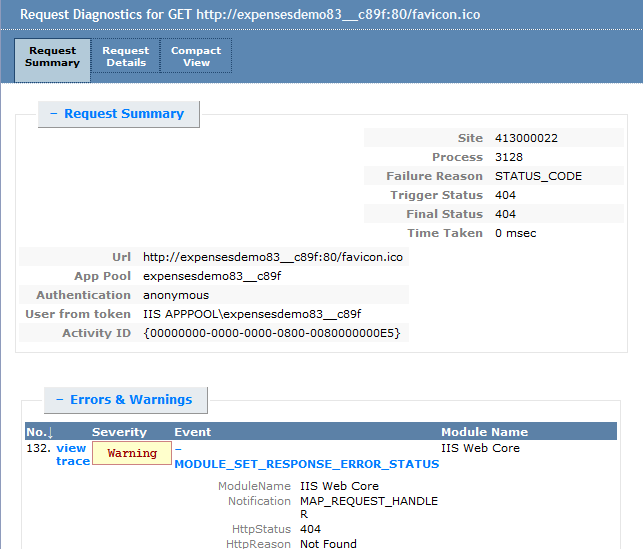 Request Diagnostics for GET http://expensesdemo83__c89f:80/favicon.ico
Request Summary
Request Details
Compact View
− Request Summary
Site 413000022
Process 3128
Failure Reason STATUS_CODE
Trigger Status 404
Final Status 404
Time Taken 0 msec
Url http://expensesdemo83__c89f:80/favicon.ico
App Pool expensesdemo83__c89f
Authentication anonymous
User from token IIS APPPOOL\expensesdemo83__c89f
Activity ID {00000000-0000-0000-0800-0080000000E5}
− Errors & Warnings
No.↓ Severity Event Module Name
132. view trace Warning − MODULE_SET_RESPONSE_ERROR_STATUS IIS Web Core
ModuleName IIS Web Core
Notification MAP_REQUEST_HANDLE
R
HttpStatus 404
HttpReason Not Found